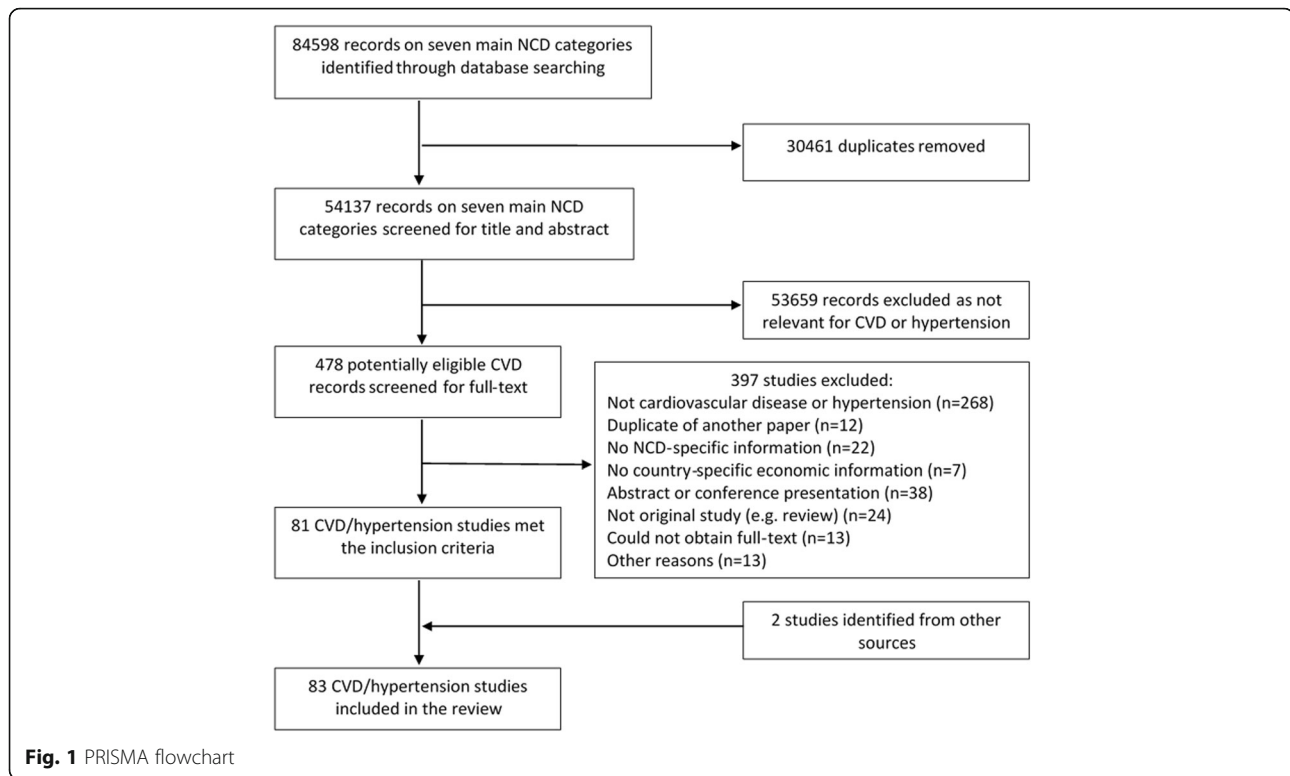 84598 records on seven main NCD categories
identified through database searching
30461 duplicates removed
54137 records on seven main NCD
categories screened for title and abstract
53659 records excluded as not
relevant for CVD or hypertension
478 potentially eligible CVD
records screened for full-text
397 studies excluded:
Not cardiovascular disease or hypertension (n=268)
Duplicate of another paper (n=12)
No NCD-specific information (n=22)
No country-specific economic information (n=7)
Abstract or conference presentation (n=38)
Not original study (e.g. review) (n=24)
Could not obtain full-text (n=13)
Other reasons (n=13)
81 CVD/hypertension studies met
the inclusion criteria
2 studies identified from other
sources
83 CVD/hypertension studies
included in the review
Fig. 1 PRISMA flowchart